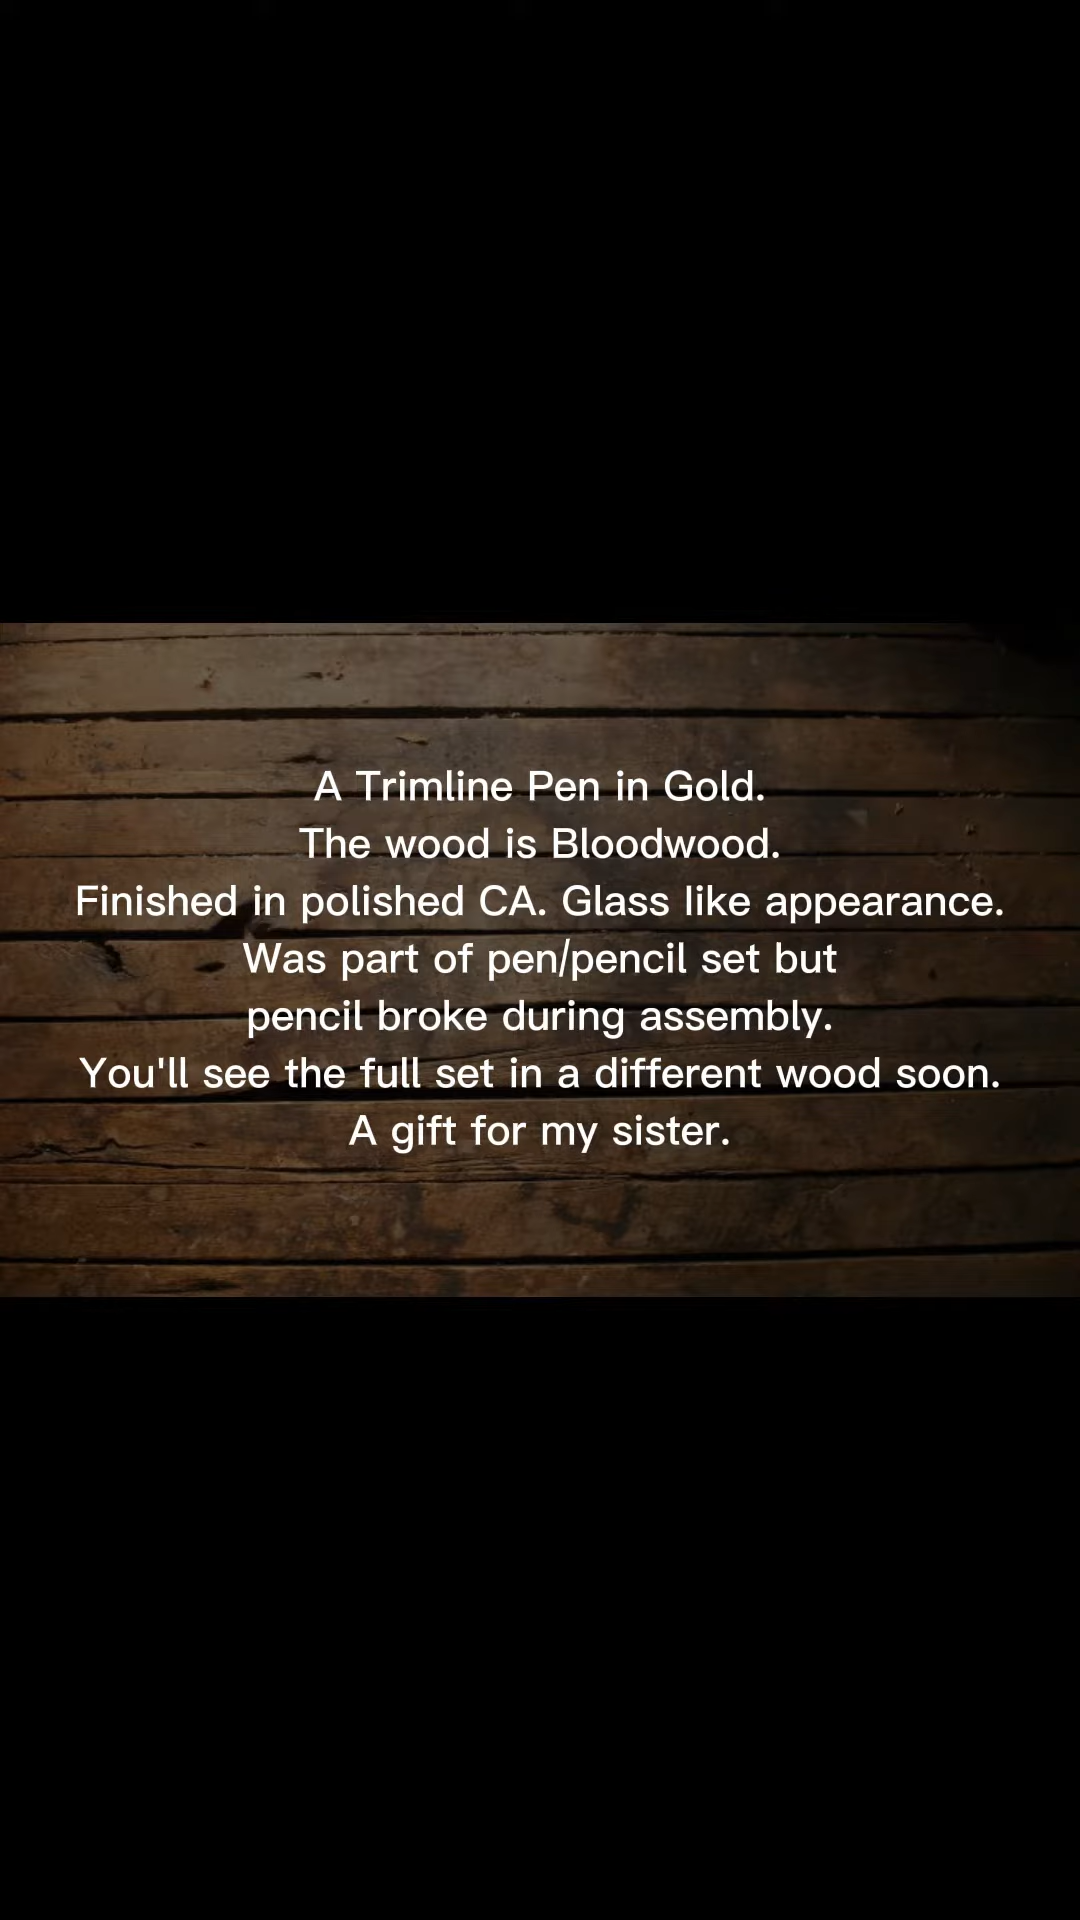 A Trimline Pen in Gold.
The wood is Bloodwood.
Finished in polished CA. Glass like appearance.
Was part of pen/pencil set but
pencil broke during assembly.
You'll see the full set in a different wood soon.
A gift for my sister.